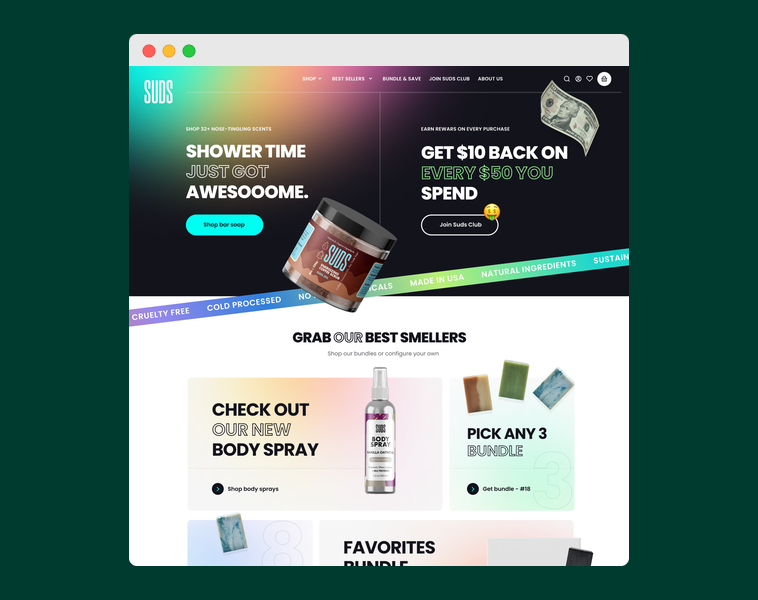 SHOP
BEST SELLERS
BUNDLE & SAVE
JOIN SUDS CLUB
ABOUT US
SUDS
SHOP 32+ NOSE-TINGLING SCENTS
SHOWER TIME
JUST GOT
AWESOOOME.
Shop bar soap
EARN REWARS ON EVERY PURCHASE
GET $10 BACK ON
EVERY $50 YOU
SPEND
Join Suds Club
SUDS
CRUELTY FREE
COLD PROCESSED
NO
ICALS
MADE IN USA
NATURAL INGREDIENTS
SUSTAIN
GRAB OUR BEST SMELLERS
Shop our bundles or configure your own
CHECK OUT
OUR NEW
BODY SPRAY
Shop body sprays
SUDS
BODY
SPRAY
PICK ANY 3
BUNDLE
3
Get bundle - #18
8
FAVORITES
BUNDLE